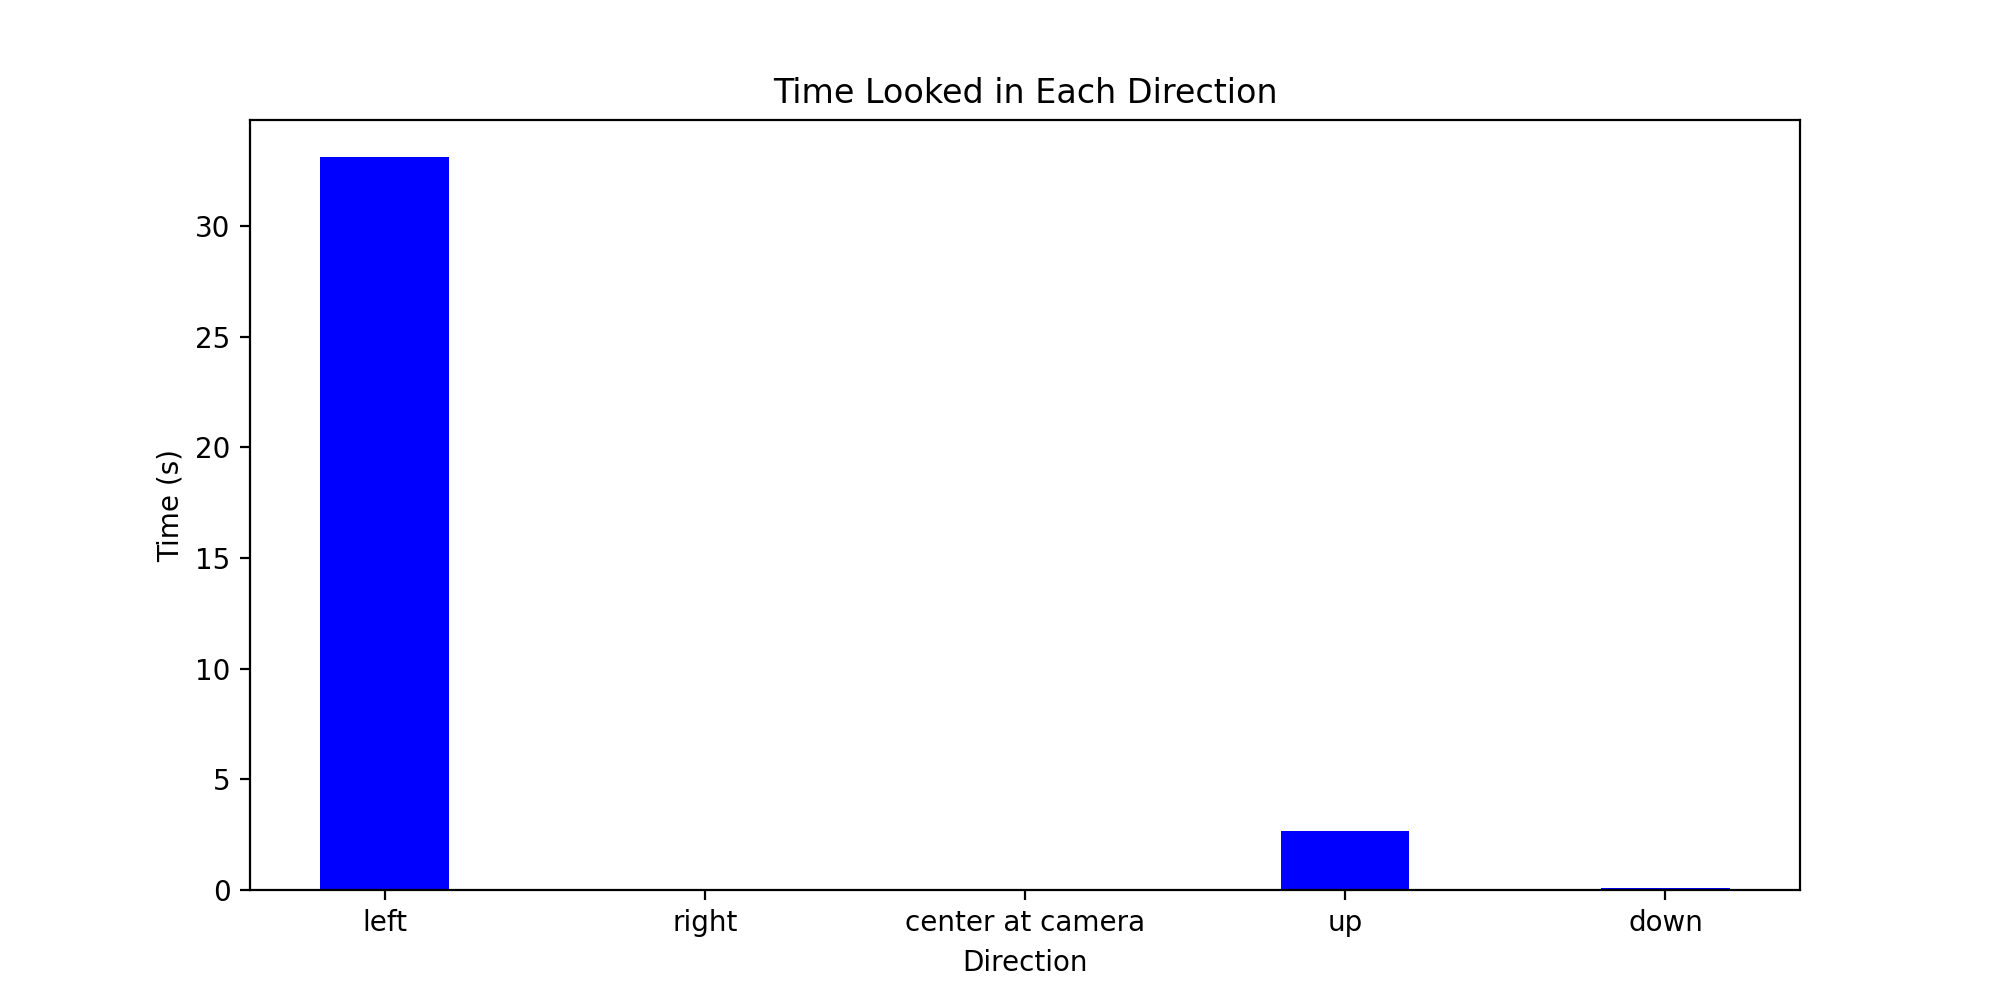 Time Looked in Each Direction
Time (s)
30
25
20
15
10
5
0
left right center at camera up down
Direction